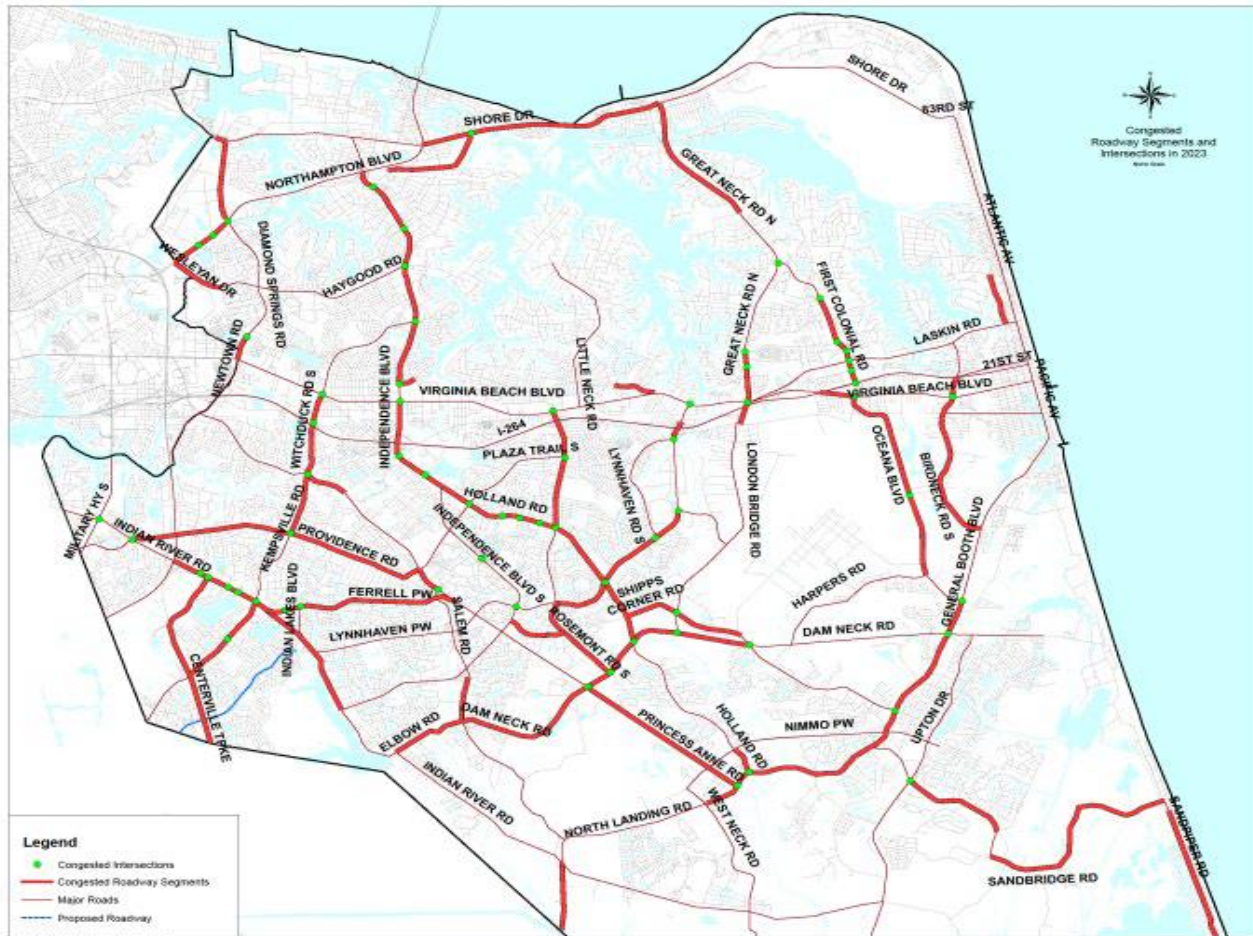 SHORE DR
83RD ST
Congested
Roadway Segments and
Intersections in 2023
SHORE DR
NORTHAMPTON BLVD
GREAT NECK RD N
ATLANTIC AV
WESLEYAN DR
DIAMOND SPRINGS RD
HAYGOOD RD
FIRST COLONIAL RD
GREAT NECK RD N
LASKIN RD
NEWTOWN RD
LITTLE NECK RD
21ST ST
PACIFIC AV
VIRGINIA BEACH BLVD
VIRGINIA BEACH BLVD
WITCHDUCK RD S
INDEPENDENCE BLVD
I-264
PLAZA TRAIL S
LYNNHAVEN RD S
LONDON BRIDGE RD
OCEANA BLVD
BIRDNECK RD S
MILITARY HY S
KEMPSVILLE RD
HOLLAND RD
INDIAN RIVER RD
PROVIDENCE RD
INDEPENDENCE BLVD S
GENERAL BOOTH BLVD
SHIPPS
CORNER RD
HARPERS RD
FERRELL PW
INDIAN LAKES BLVD
SALEM RD
ROSEMONT RD S
DAM NECK RD
LYNNHAVEN PW
CENTERVILLE TPKE
ELBOW RD
DAM NECK RD
PRINCESS ANNE RD
HOLLAND RD
NIMMO PW
UPTON DR
INDIAN RIVER RD
NORTH LANDING RD
WEST NECK RD
SANDBRIDGE RD
SANDPIPER RD
Legend
Congested Intersections
Congested Roadway Segments
Major Roads
Proposed Roadway